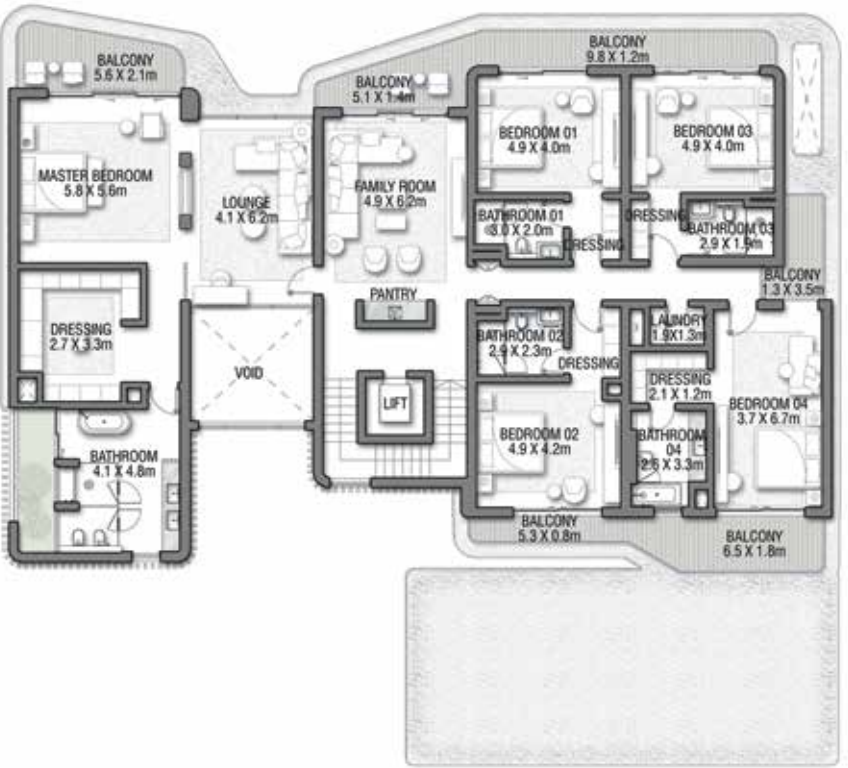 BALCONY
5.6 X 2.1m
BALCONY
5.1 X 1.4m
BALCONY
9.8 X 1.2m
MASTER BEDROOM
5.8 X 5.6m
LOUNGE
4.1 X 6.2m
FAMILY ROOM
4.9 X 6.2m
BEDROOM 01
4.9 X 4.0m
BEDROOM 03
4.9 X 4.0m
BATHROOM 01
3.0 X 2.0m
DRESSING
DRESSING
BATHROOM 03
2.9 X 1.9m
BALCONY
1.3 X 3.5m
PANTRY
DRESSING
2.7 X 3.3m
VOID
LIFT
BATHROOM 02
2.9 X 2.3m
DRESSING
LAUNDRY
1.9X1.3m
DRESSING
2.1 X 1.2m
BEDROOM 04
3.7 X 6.7m
BEDROOM 02
4.9 X 4.2m
BATHROOM
04
2.6 X 3.3m
BATHROOM
4.1 X 4.8m
BALCONY
5.3 X 0.8m
BALCONY
6.5 X 1.8m